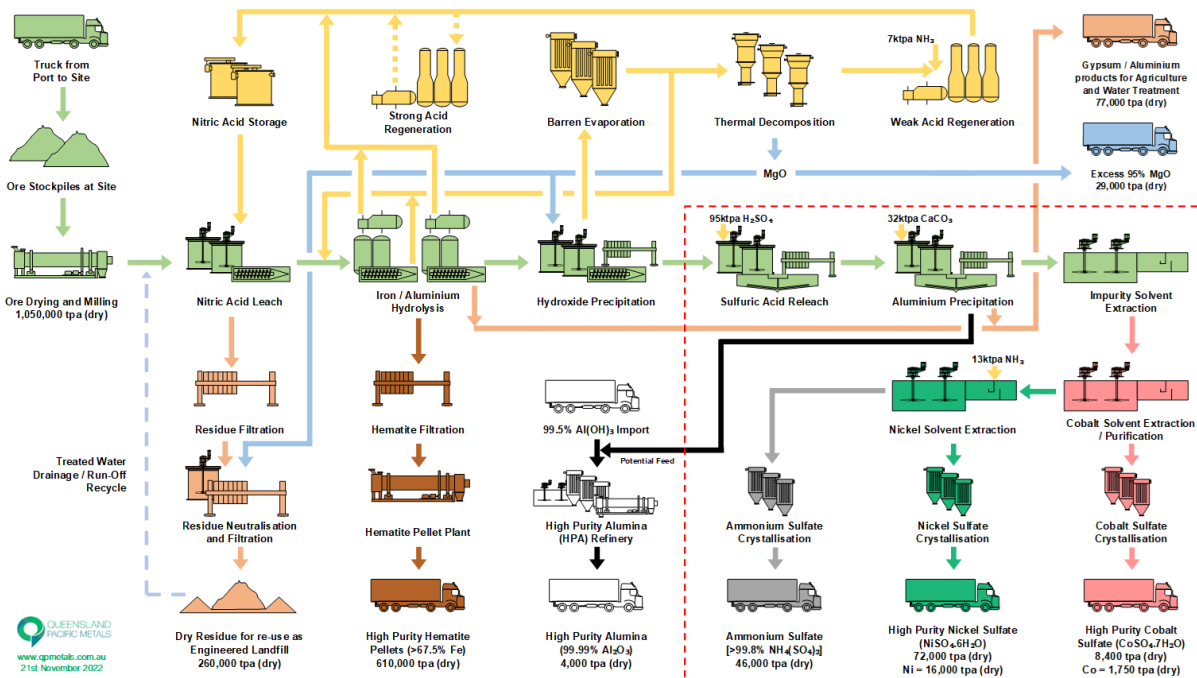 Truck from
Port to Site
Ore Stockpiles at Site
Ore Drying and Milling
1,050,000 tpa (dry)
Nitric Acid Storage
Strong Acid
Regeneration
Barren Evaporation
Thermal Decomposition
7ktpa NH₃
Weak Acid Regeneration
Gypsum / Aluminium
products for Agriculture
and Water Treatment
77,000 tpa (dry)
MgO
Excess 95% MgO
29,000 tpa (dry)
Nitric Acid Leach
Iron / Aluminium
Hydrolysis
Hydroxide Precipitation
95ktpa H₂SO₄
Sulfuric Acid Releach
32ktpa CaCO₃
Aluminium Precipitation
Impurity Solvent
Extraction
Residue Filtration
Hematite Filtration
99.5% Al(OH)₃ Import
13ktpa NH₃
Nickel Solvent Extraction
Cobalt Solvent Extraction
/ Purification
Potential Feed
Treated Water
Drainage / Run-Off
Recycle
Residue Neutralisation
and Filtration
Hematite Pellet Plant
High Purity Alumina
(HPA) Refinery
Ammonium Sulfate
Crystallisation
Nickel Sulfate
Crystallisation
Cobalt Sulfate
Crystallisation
Dry Residue for re-use as
Engineered Landfill
260,000 tpa (dry)
High Purity Hematite
Pellets (>67.5% Fe)
610,000 tpa (dry)
High Purity Alumina
(99.99% Al₂O₃)
4,000 tpa (dry)
Ammonium Sulfate
[>99.8% NH₄(SO₄)₂]
46,000 tpa (dry)
High Purity Nickel Sulfate
(NiSO₄.6H₂O)
72,000 tpa (dry)
Ni = 16,000 tpa (dry)
High Purity Cobalt
Sulfate (CoSO₄.7H₂O)
8,400 tpa (dry)
Co = 1,750 tpa (dry)
QUEENSLAND
PACIFIC METALS
www.qpmetals.com.au
21st November 2022